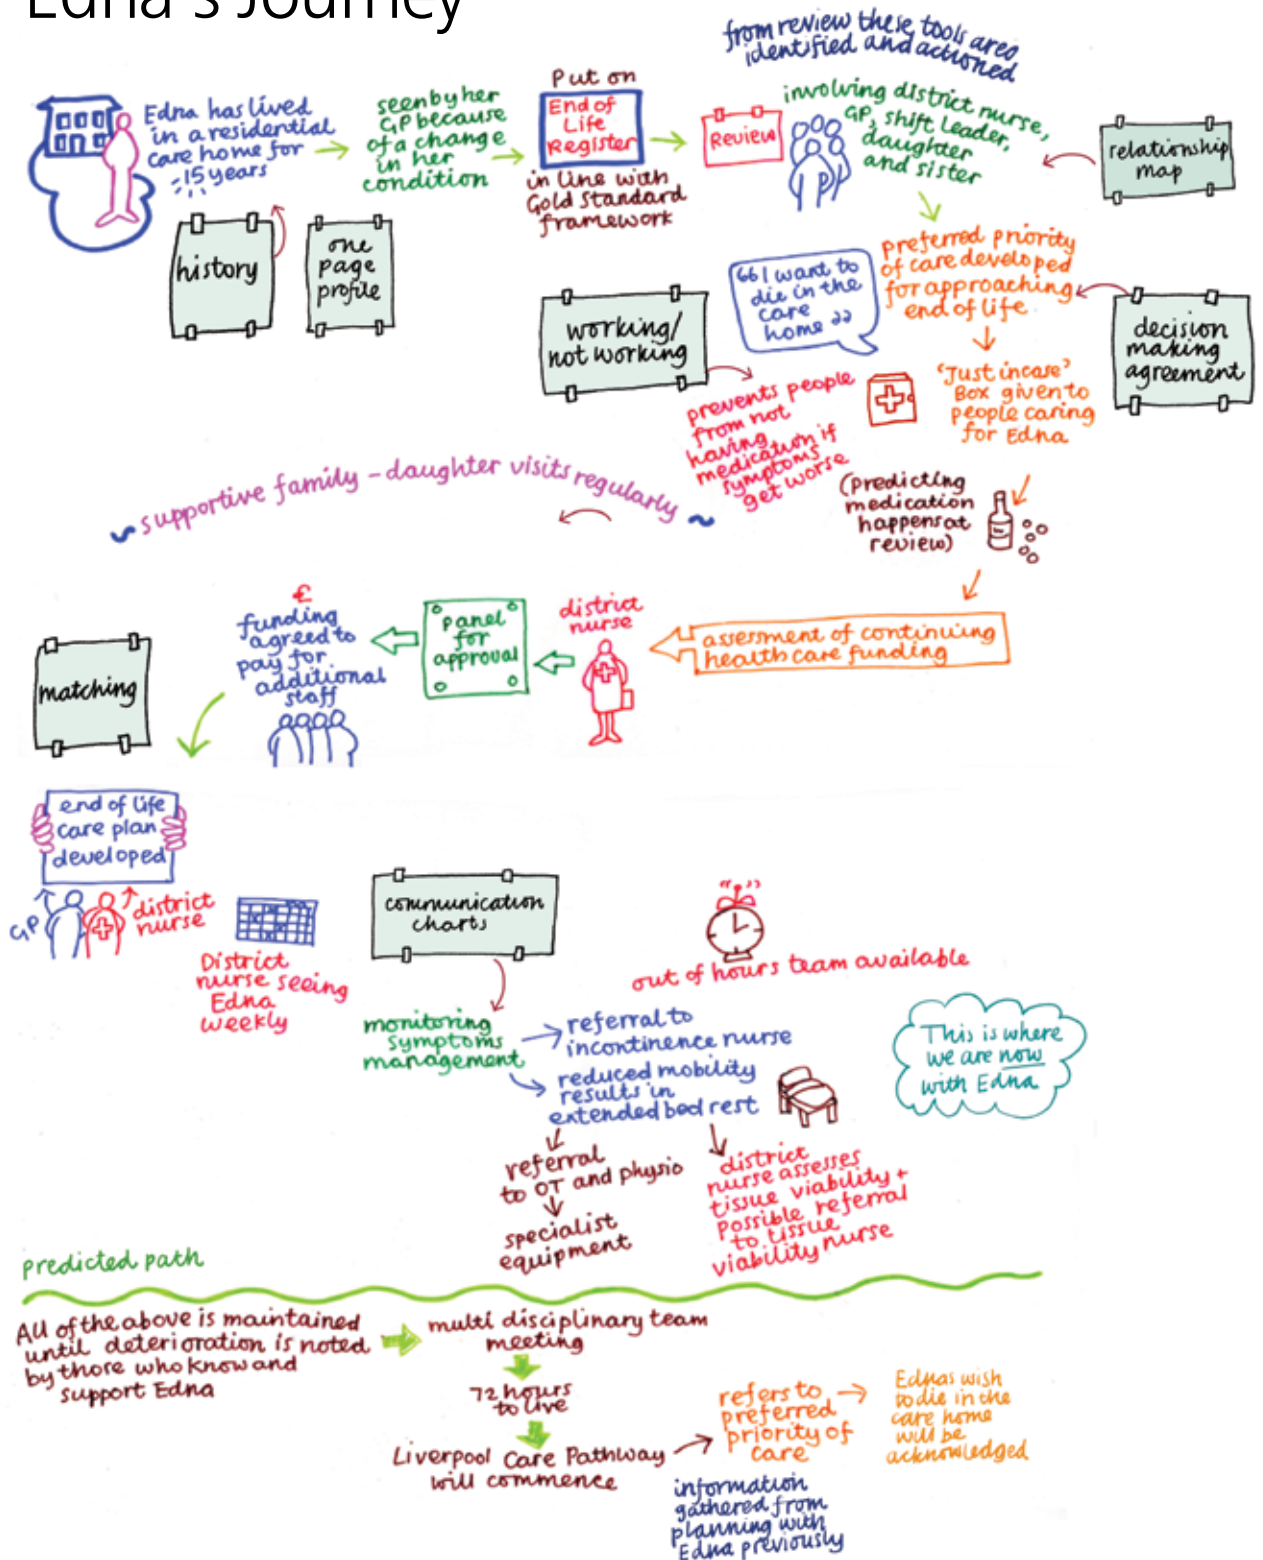 Edna's Journey
from review these tools area
identified and actioned
Edna has lived
in a residential
care home for
~15 years
seen by her
GP because
of a change
in her
condition
Put on
End of
Life
Register
in line with
Gold Standard
framework
Review
involving district nurse,
GP, shift leader,
daughter
and sister
relationship
map
history
one
page
profile
working/
not working
"I want to
die in the
care
home"
preferred priority
of care developed
for approaching
end of life
decision
making
agreement
prevents people
from not
having
medication if
symptoms
get worse
'Just incase'
Box given to
people caring
for Edna
(predicting
medication
happens at
review)
supportive family - daughter visits regularly
assessment of continuing
health care funding
district
nurse
panel
for
approval
£
funding
agreed to
pay for
additional
staff
matching
end of life
care plan
developed
GP
district
nurse
District
nurse seeing
Edna
weekly
communication
charts
monitoring
symptoms
management
out of hours team available
referral to
incontinence nurse
reduced mobility
results in
extended bed rest
This is where
we are now
with Edna
referral
to OT and physio
specialist
equipment
district
nurse assesses
tissue viability +
possible referral
to tissue
viability nurse
predicted path
All of the above is maintained
until deterioration is noted
by those who know and
support Edna
multi disciplinary team
meeting
72 hours
to live
Liverpool Care Pathway
will commence
refers to
preferred
priority of
care
Ednas wish
to die in the
care home
will be
acknowledged
information
gathered from
planning with
Edna previously